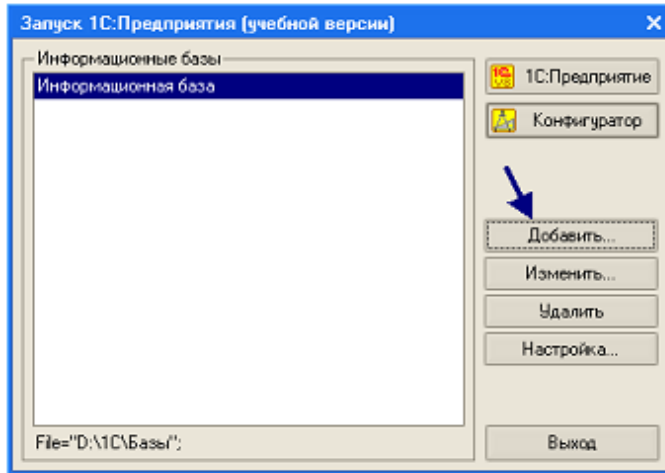 Запуск 1С:Предприятия (учебной версии)
Информационные базы
Информационная база
1С:Предприятие
Конфигуратор
Добавить...
Изменить...
Удалить
Настройка...
File="D:\1С\Базы";
Выход